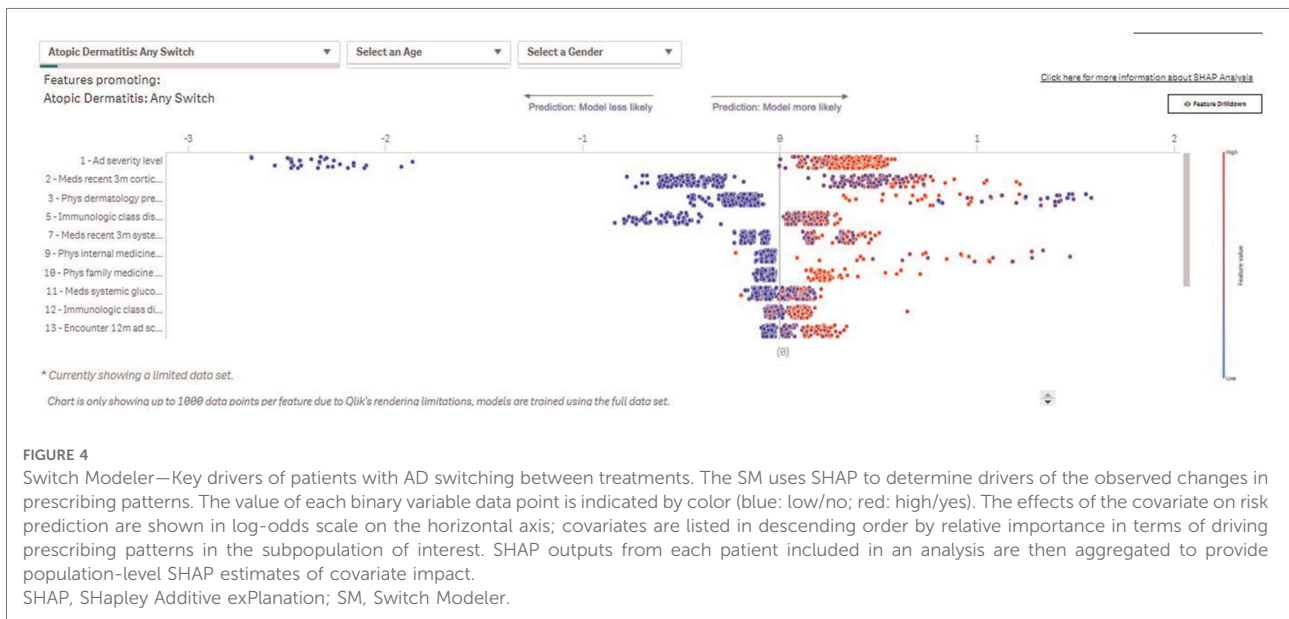 Atopic Dermatitis: Any Switch
Select an Age
Select a Gender
Features promoting:
Atopic Dermatitis: Any Switch
Prediction: Model less likely
Prediction: Model more likely
Click here for more information about SHAP Analysis
Feature Drilldown
-3 -2 -1 0 1 2
1 - Ad severity level
2 - Meds recent 3m cortic...
3 - Phys dermatology pre...
5 - Immunologic class dis...
7 - Meds recent 3m syste...
9 - Phys internal medicine...
10 - Phys family medicine ...
11 - Meds systemic gluco...
12 - Immunologic class di...
13 - Encounter 12m ad sc...
(0)
High
Feature value
Low
* Currently showing a limited data set.
Chart is only showing up to 1000 data points per feature due to Qlik's rendering limitations, models are trained using the full data set.
FIGURE 4
Switch Modeler—Key drivers of patients with AD switching between treatments. The SM uses SHAP to determine drivers of the observed changes in
prescribing patterns. The value of each binary variable data point is indicated by color (blue: low/no; red: high/yes). The effects of the covariate on risk
prediction are shown in log-odds scale on the horizontal axis; covariates are listed in descending order by relative importance in terms of driving
prescribing patterns in the subpopulation of interest. SHAP outputs from each patient included in an analysis are then aggregated to provide
population-level SHAP estimates of covariate impact.
SHAP, SHapley Additive exPlanation; SM, Switch Modeler.